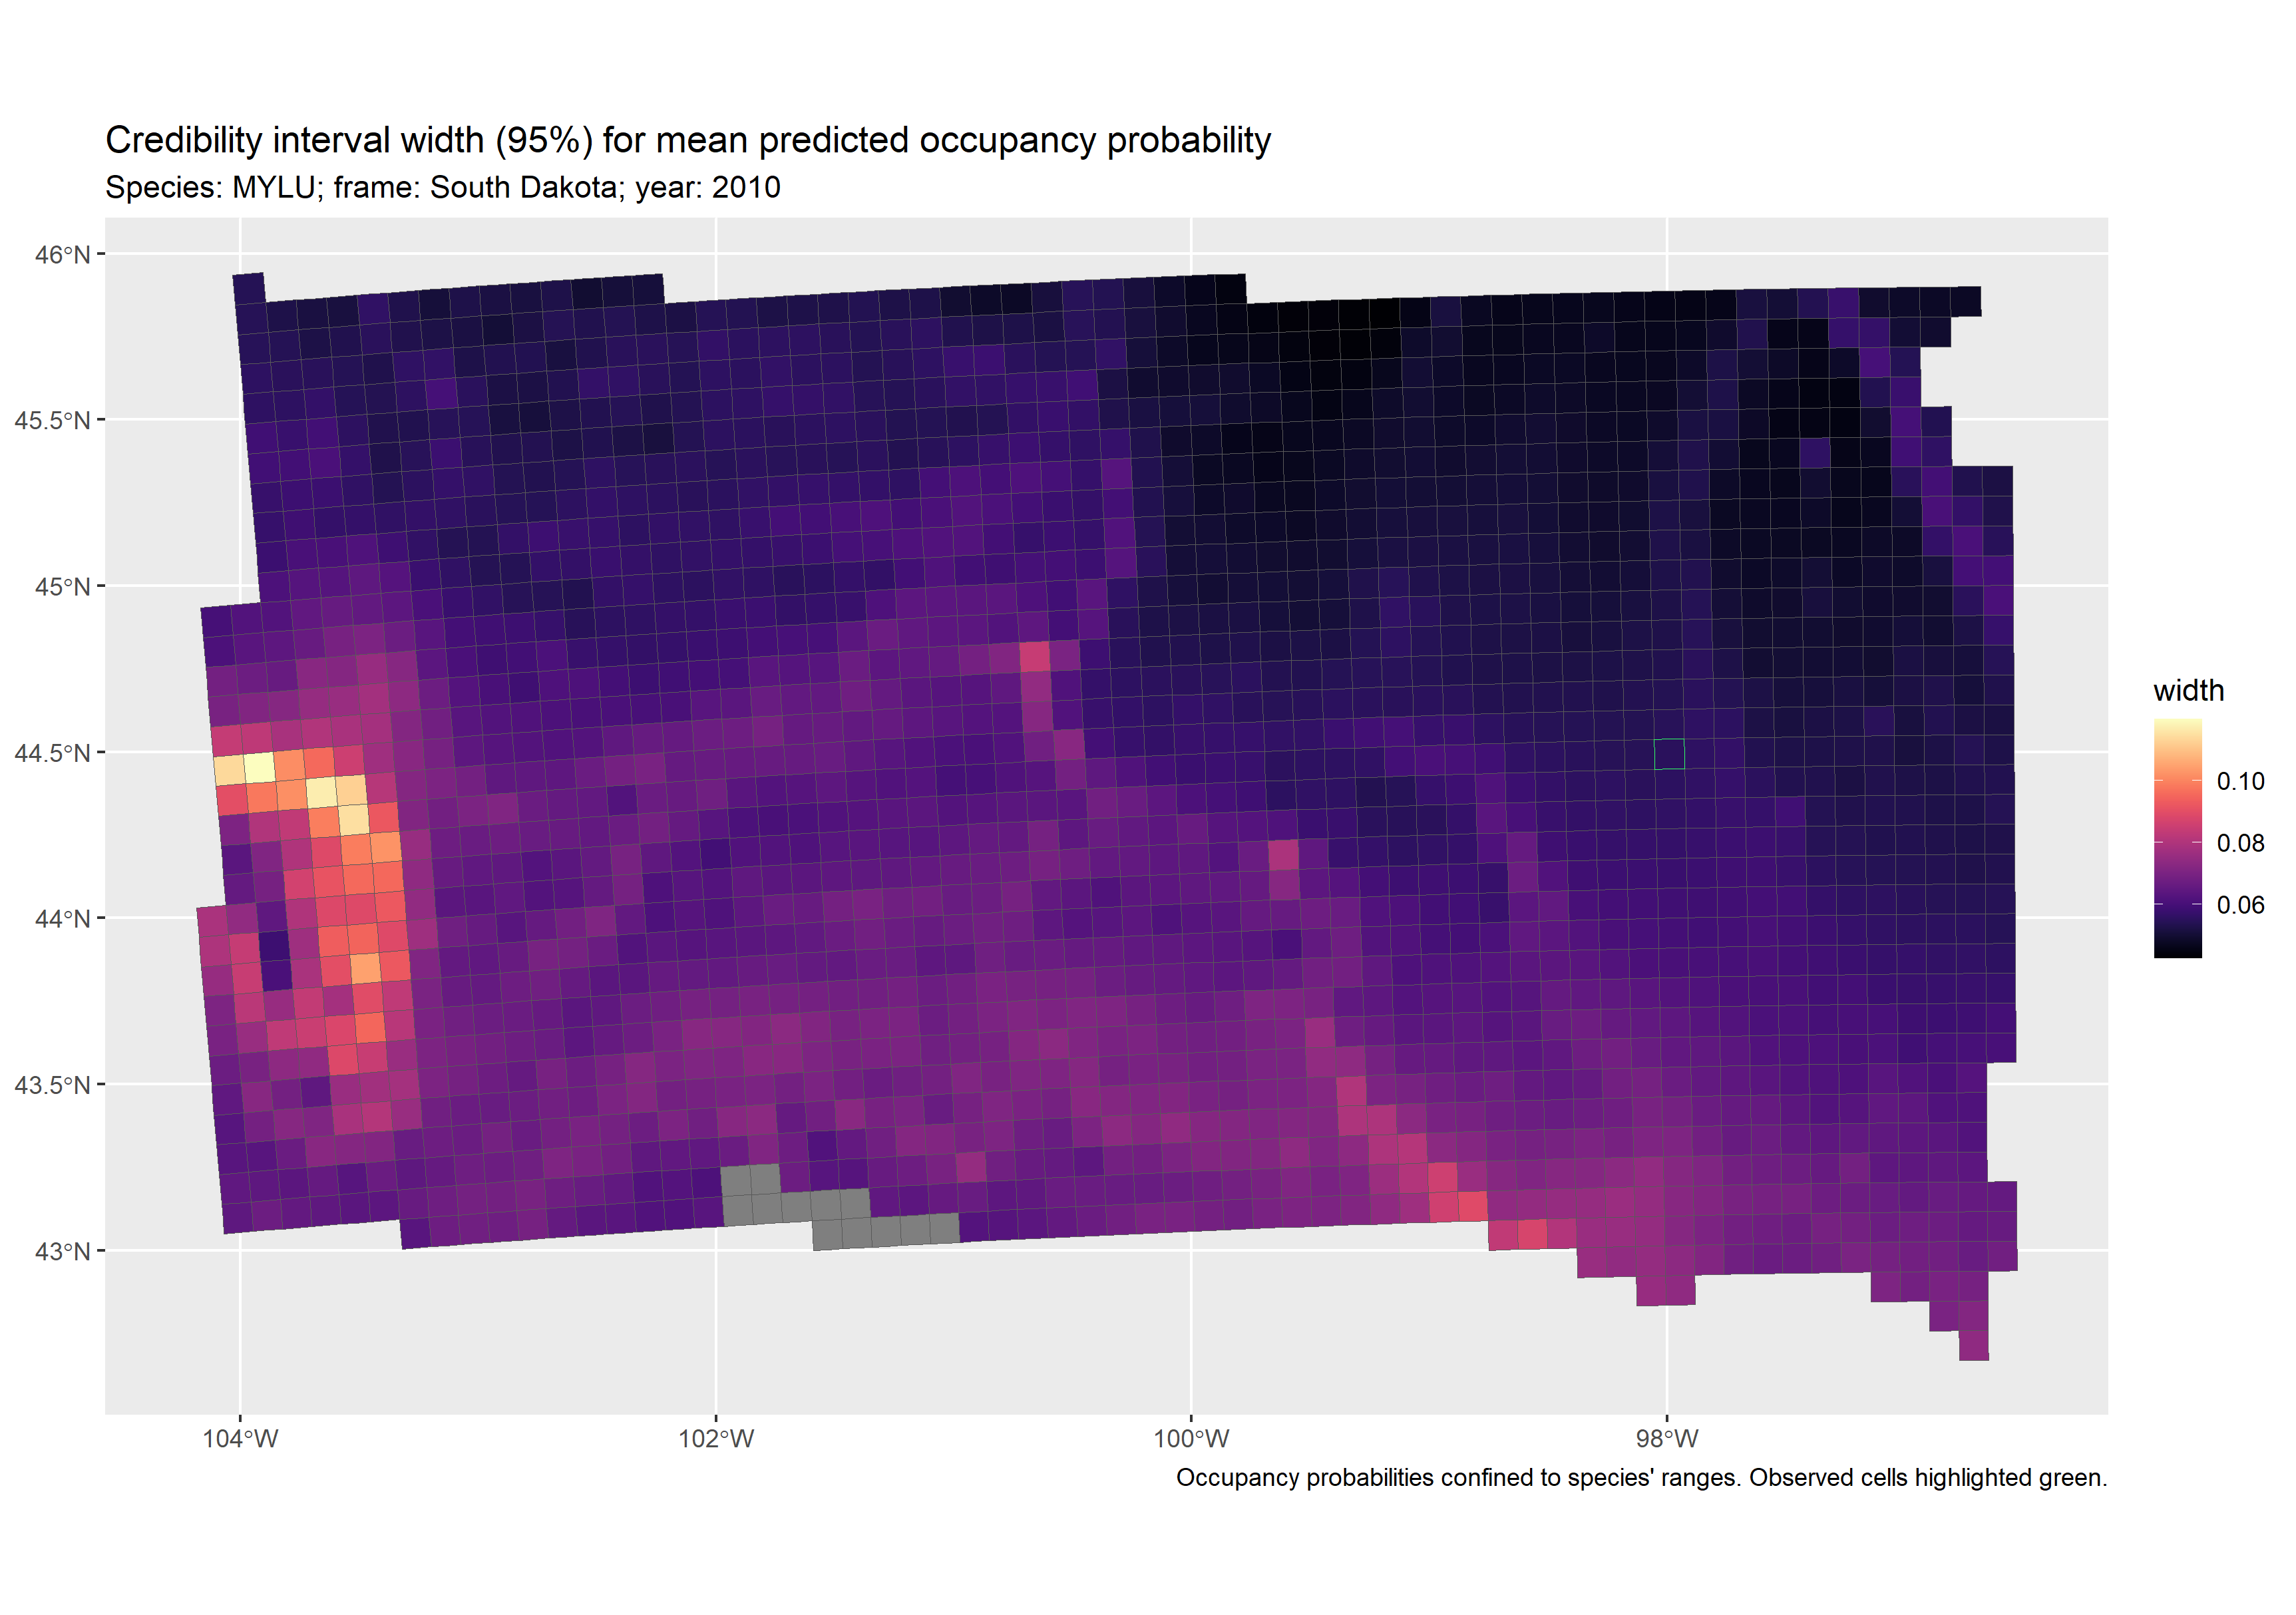 Credibility interval width (95%) for mean predicted occupancy probability
Species: MYLU; frame: South Dakota; year: 2010
46°N
45.5°N
45°N
44.5°N
44°N
43.5°N
43°N
104°W
102°W
100°W
98°W
width
0.10
0.08
0.06
Occupancy probabilities confined to species' ranges. Observed cells highlighted green.